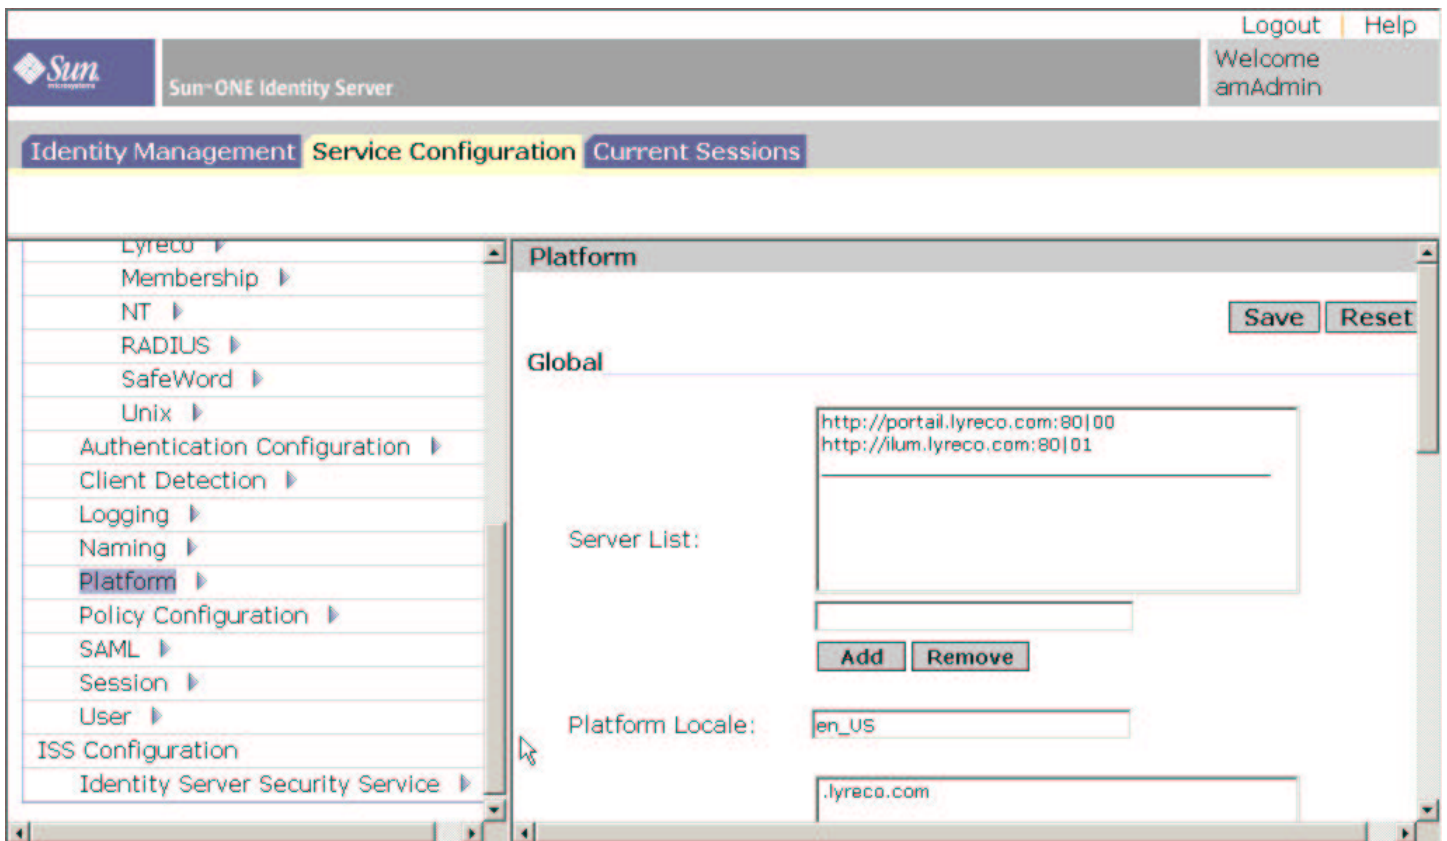 Logout | Help
Sun
microsystems
Sun™ ONE Identity Server
Welcome
amAdmin
Identity Management
Service Configuration
Current Sessions
Lyreco
Membership
NT
RADIUS
SafeWord
Unix
Authentication Configuration
Client Detection
Logging
Naming
Platform
Policy Configuration
SAML
Session
User
ISS Configuration
Identity Server Security Service
Platform
Save
Reset
Global
Server List:
http://portail.lyreco.com:80|00
http://ilum.lyreco.com:80|01
Add
Remove
Platform Locale:
en_US
.lyreco.com